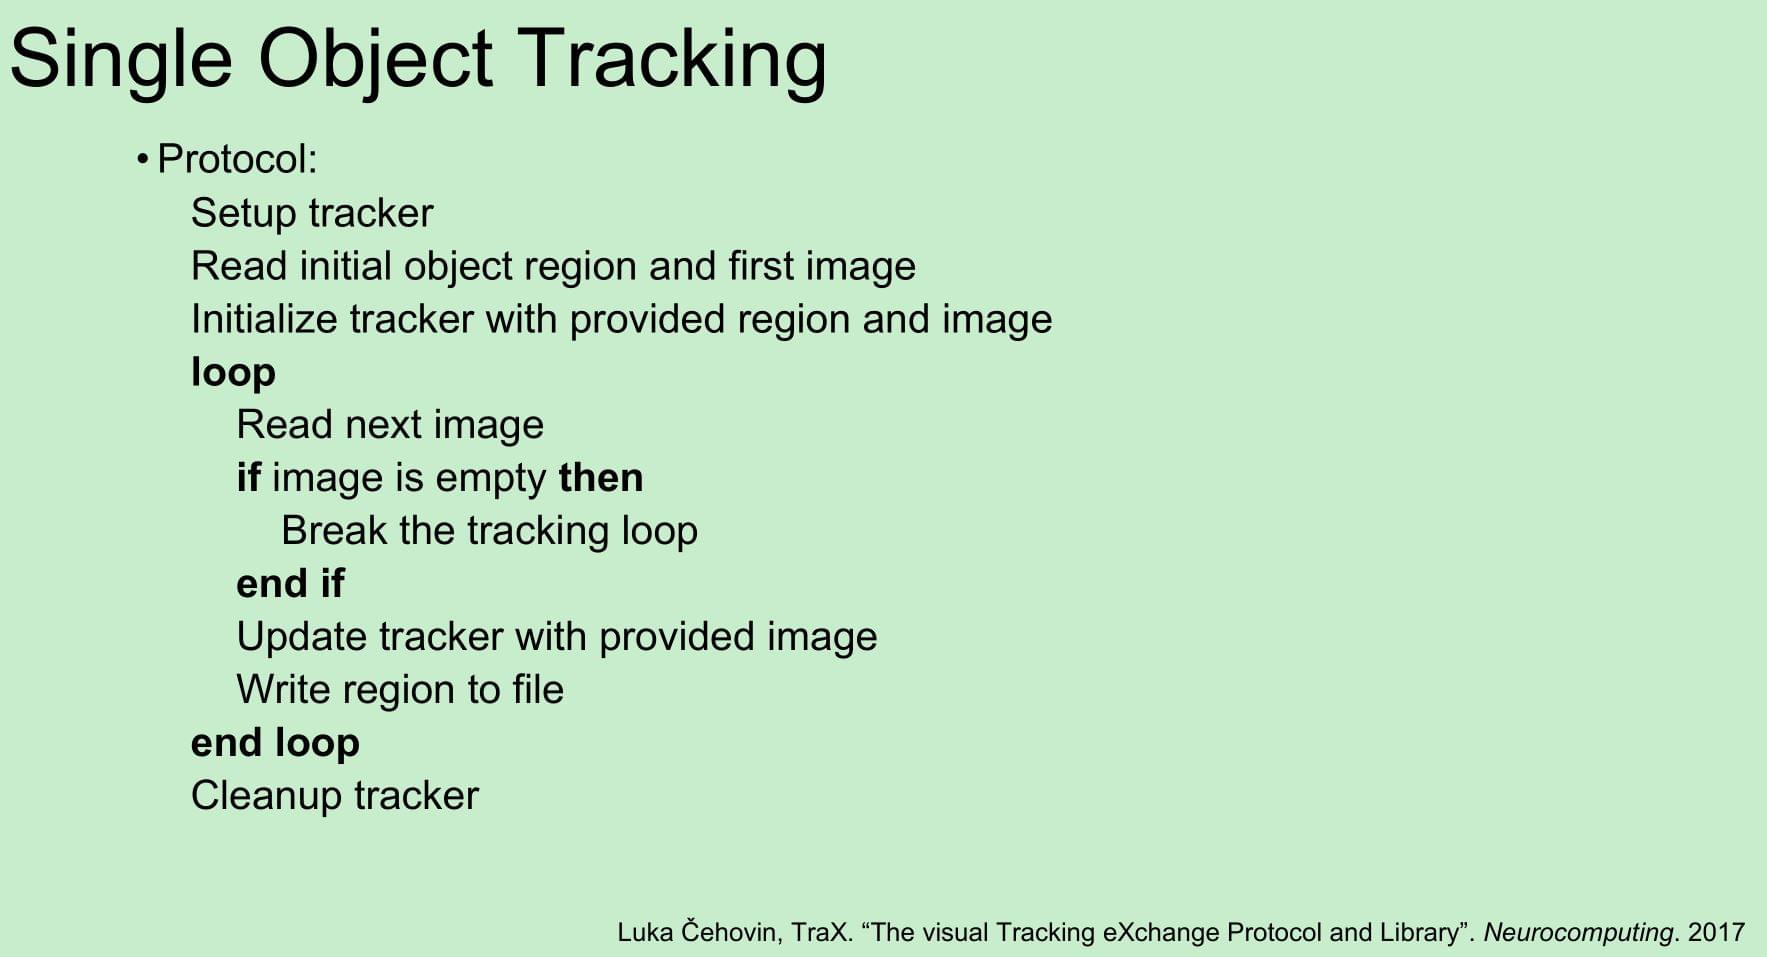 Single Object Tracking
• Protocol:
Setup tracker
Read initial object region and first image
Initialize tracker with provided region and image
loop
Read next image
if image is empty then
Break the tracking loop
end if
Update tracker with provided image
Write region to file
end loop
Cleanup tracker
Luka Čehovin, TraX. “The visual Tracking eXchange Protocol and Library”. Neurocomputing. 2017